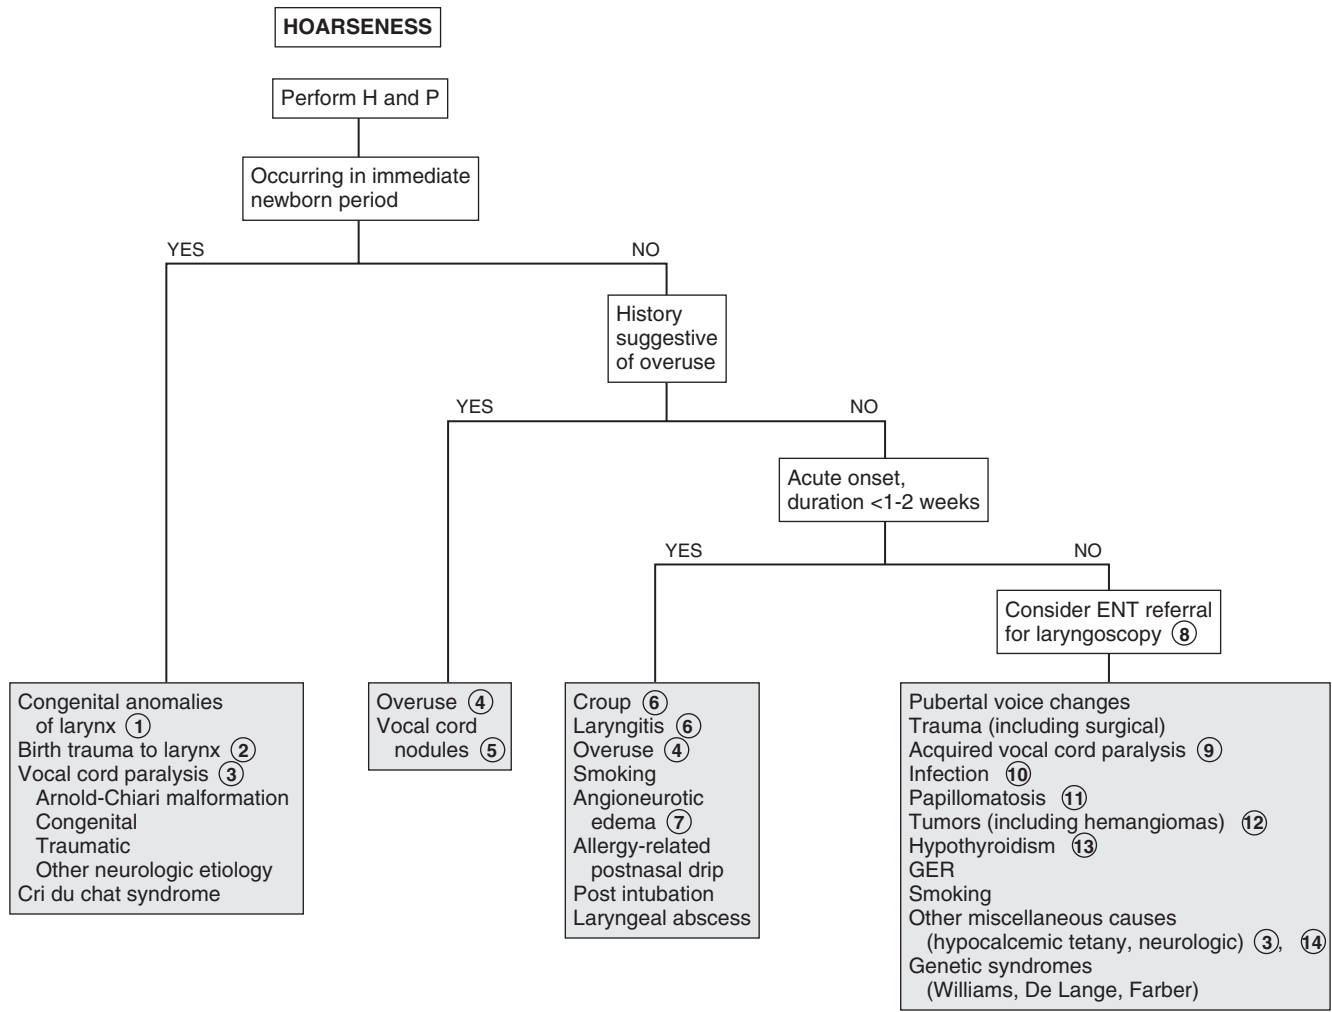 HOARSENESS
Perform H and P
Occurring in immediate
newborn period
YES
NO
History
suggestive
of overuse
YES
NO
Acute onset,
duration <1-2 weeks
YES
NO
Consider ENT referral
for laryngoscopy 8
Congenital anomalies
of larynx 1
Birth trauma to larynx 2
Vocal cord paralysis 3
Arnold-Chiari malformation
Congenital
Traumatic
Other neurologic etiology
Cri du chat syndrome
Overuse 4
Vocal cord
nodules 5
Croup 6
Laryngitis 6
Overuse 4
Smoking
Angioneurotic
edema 7
Allergy-related
postnasal drip
Post intubation
Laryngeal abscess
Pubertal voice changes
Trauma (including surgical)
Acquired vocal cord paralysis 9
Infection 10
Papillomatosis 11
Tumors (including hemangiomas) 12
Hypothyroidism 13
GER
Smoking
Other miscellaneous causes
(hypocalcemic tetany, neurologic) 3, 14
Genetic syndromes
(Williams, De Lange, Farber)